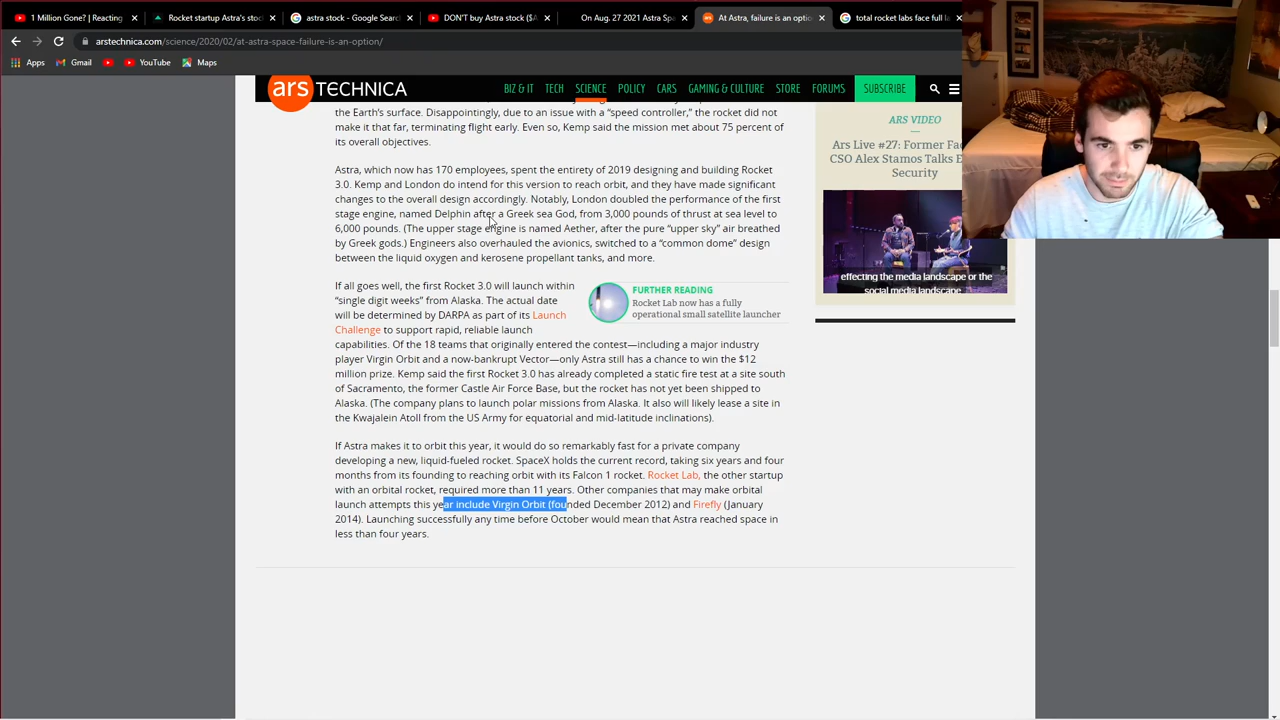 1 Million Gone? | Reacting
Rocket startup Astra's stoc
astra stock - Google Searc
DON'T buy Astra stock ($A
On Aug. 27 2021 Astra Spa
At Astra, failure is an optio
total rocket labs face full la
arstechnica.com/science/2020/02/at-astra-space-failure-is-an-option/
Apps Gmail YouTube Maps
ars TECHNICA
BIZ & IT TECH SCIENCE POLICY CARS GAMING & CULTURE STORE FORUMS SUBSCRIBE
the Earth's surface. Disappointingly, due to an issue with a "speed controller," the rocket did not
make it that far, terminating flight early. Even so, Kemp said the mission met about 75 percent of
its overall objectives.
Astra, which now has 170 employees, spent the entirety of 2019 designing and building Rocket
3.0. Kemp and London do intend for this version to reach orbit, and they have made significant
changes to the overall design accordingly. Notably, London doubled the performance of the first
stage engine, named Delphin after a Greek sea God, from 3,000 pounds of thrust at sea level to
6,000 pounds. (The upper stage engine is named Aether, after the pure "upper sky" air breathed
by Greek gods.) Engineers also overhauled the avionics, switched to a "common dome" design
between the liquid oxygen and kerosene propellant tanks, and more.
If all goes well, the first Rocket 3.0 will launch within
"single digit weeks" from Alaska. The actual date
will be determined by DARPA as part of its Launch
Challenge to support rapid, reliable launch
capabilities. Of the 18 teams that originally entered the contest—including a major industry
player Virgin Orbit and a now-bankrupt Vector—only Astra still has a chance to win the $12
million prize. Kemp said the first Rocket 3.0 has already completed a static fire test at a site south
of Sacramento, the former Castle Air Force Base, but the rocket has not yet been shipped to
Alaska. (The company plans to launch polar missions from Alaska. It also will likely lease a site in
the Kwajalein Atoll from the US Army for equatorial and mid-latitude inclinations).
FURTHER READING
Rocket Lab now has a fully
operational small satellite launcher
If Astra makes it to orbit this year, it would do so remarkably fast for a private company
developing a new, liquid-fueled rocket. SpaceX holds the current record, taking six years and four
months from its founding to reaching orbit with its Falcon 1 rocket. Rocket Lab, the other startup
with an orbital rocket, required more than 11 years. Other companies that may make orbital
launch attempts this year include Virgin Orbit (founded December 2012) and Firefly (January
2014). Launching successfully any time before October would mean that Astra reached space in
less than four years.
ARS VIDEO
Ars Live #27: Former Fa
CSO Alex Stamos Talks E
Security
effecting the media landscape or the
social media landscape